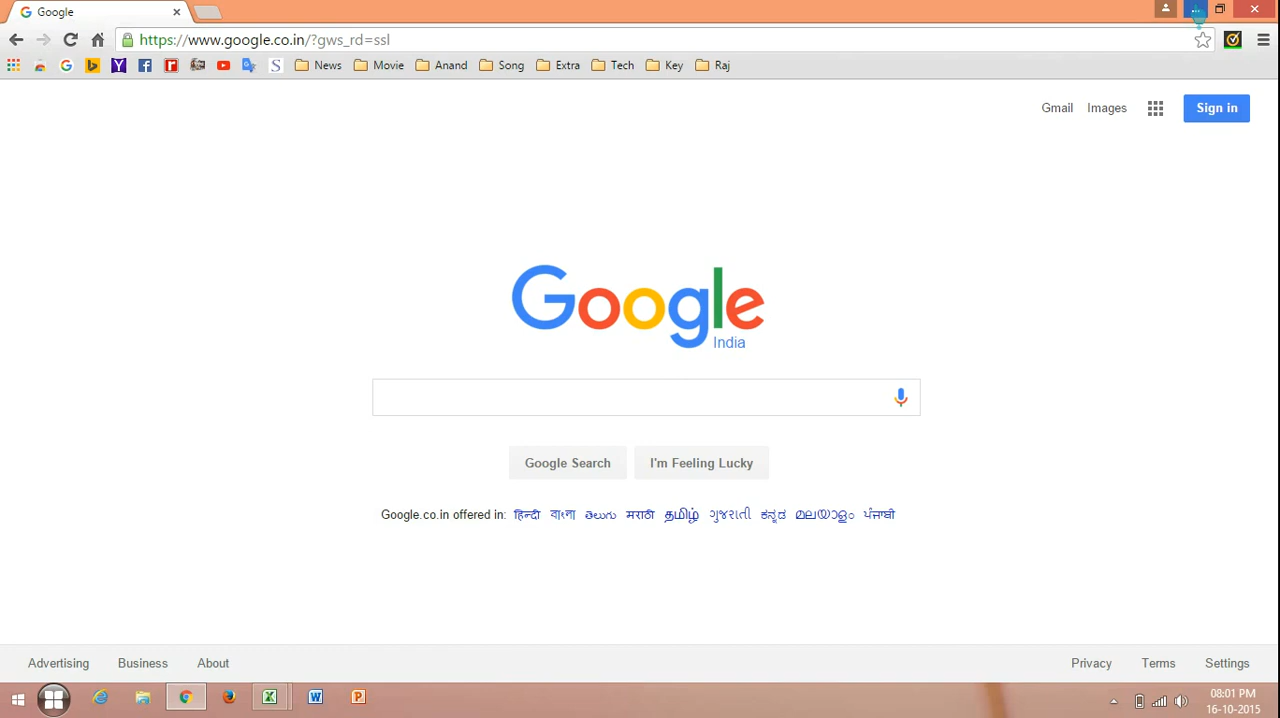 Google
https://www.google.co.in/?gws_rd=ssl
News Movie Anand Song Extra Tech Key Raj
Gmail Images Sign in
Google
India
Google Search I'm Feeling Lucky
Google.co.in offered in: हिन्दी বাংলা తెలుగు मराठी தமிழ் ગુજરાતી ಕನ್ನಡ മലയാളം ਪੰਜਾਬੀ
Advertising Business About Privacy Terms Settings
08:01 PM
16-10-2015